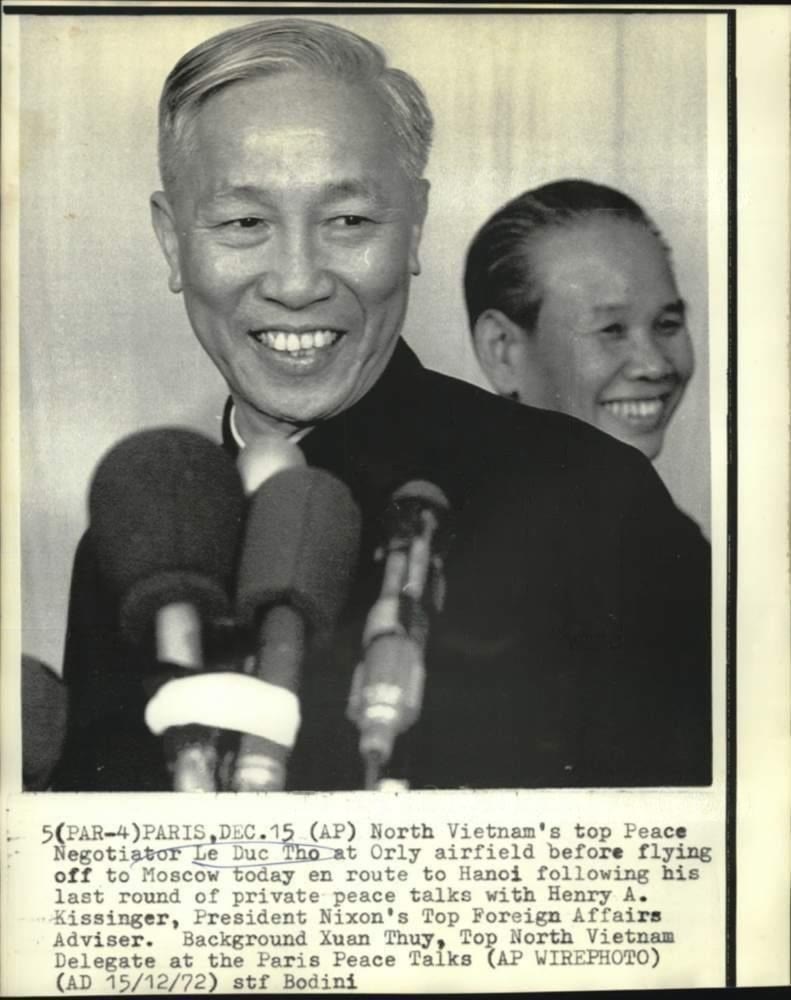 5(PAR-4)PARIS,DEC.15 (AP) North Vietnam's top Peace
Negotiator Le Duc Tho at Orly airfield before flying
off to Moscow today en route to Hanoi following his
last round of private peace talks with Henry A.
Kissinger, President Nixon's Top Foreign Affairs
Adviser. Background Xuan Thuy, Top North Vietnam
Delegate at the Paris Peace Talks (AP WIREPHOTO)
(AD 15/12/72) stf Bodini